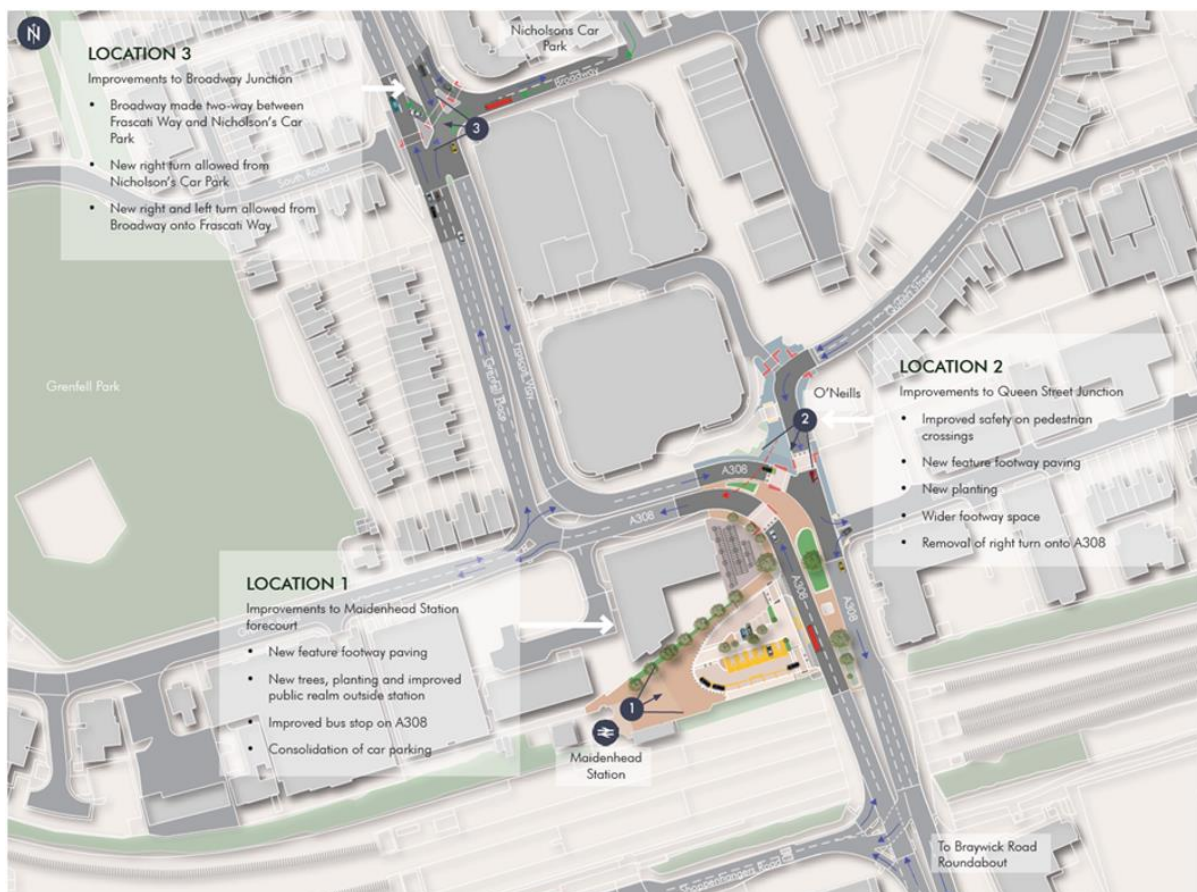 N
LOCATION 3
Improvements to Broadway Junction
• Broadway made two-way between
Frascati Way and Nicholson's Car
Park
• New right turn allowed from
Nicholson's Car Park
• New right and left turn allowed from
Broadway onto Frascati Way
Nicholsons Car
Park
Broadway
3
South Road
Queen Street
Grenfell Park
Grenfell Place
Frascati Way
LOCATION 2
Improvements to Queen Street Junction
• Improved safety on pedestrian
crossings
• New feature footway paving
• New planting
• Wider footway space
• Removal of right turn onto A308
O'Neills
2
A308
A308
A308
A308
LOCATION 1
Improvements to Maidenhead Station
forecourt
• New feature footway paving
• New trees, planting and improved
public realm outside station
• Improved bus stop on A308
• Consolidation of car parking
1
Maidenhead
Station
Shoppenhangers Road
To Braywick Road
Roundabout